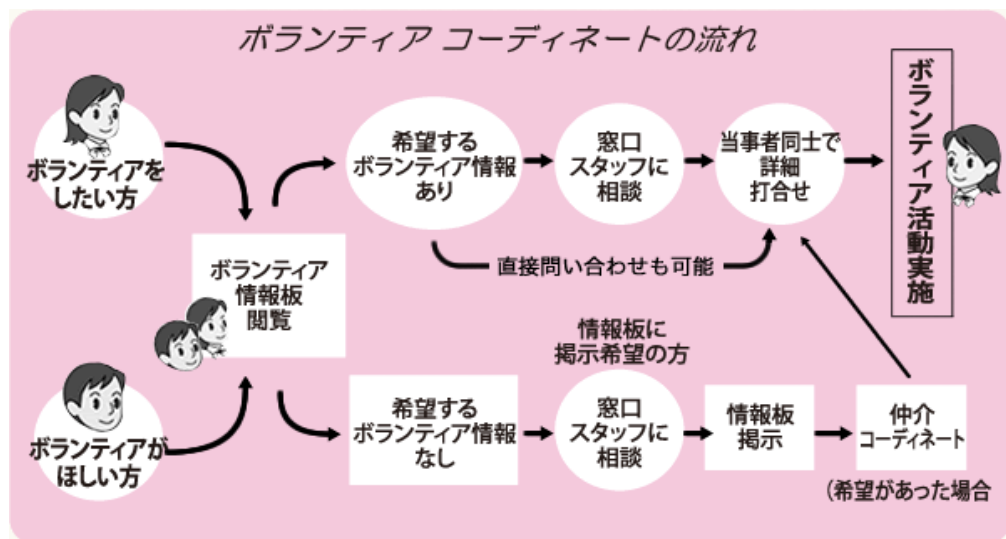 ボランティア コーディネートの流れ
ボランティアを
したい方
ボランティアが
ほしい方
ボランティア
情報板
閲覧
希望する
ボランティア情報
あり
窓口
スタッフに
相談
当事者同士で
詳細
打合せ
ボランティア活動実施
直接問い合わせも可能
希望する
ボランティア情報
なし
情報板に
掲示希望の方
窓口
スタッフに
相談
情報板
掲示
仲介
コーディネート
(希望があった場合